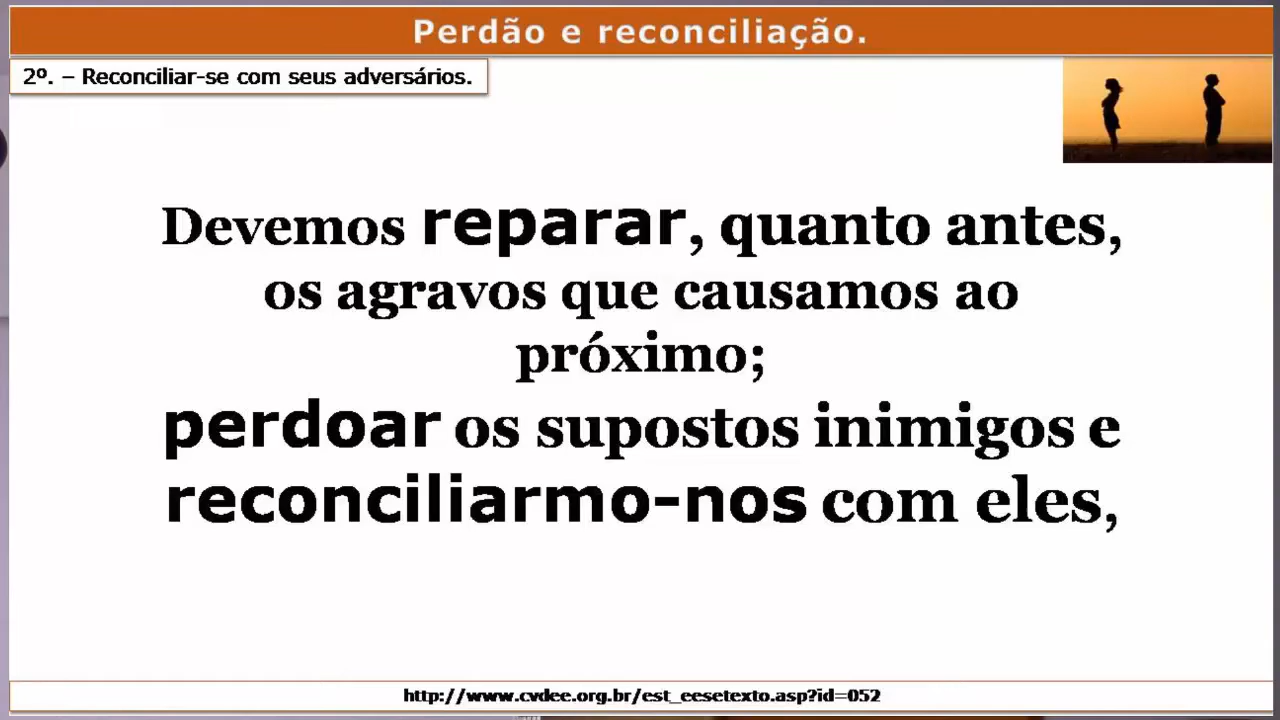 Perdão e reconciliação.
2º. – Reconciliar-se com seus adversários.
Devemos reparar, quanto antes,
os agravos que causamos ao
próximo;
perdoar os supostos inimigos e
reconciliarmo-nos com eles,
http://www.cvdee.org.br/est_eesetexto.asp?id=052